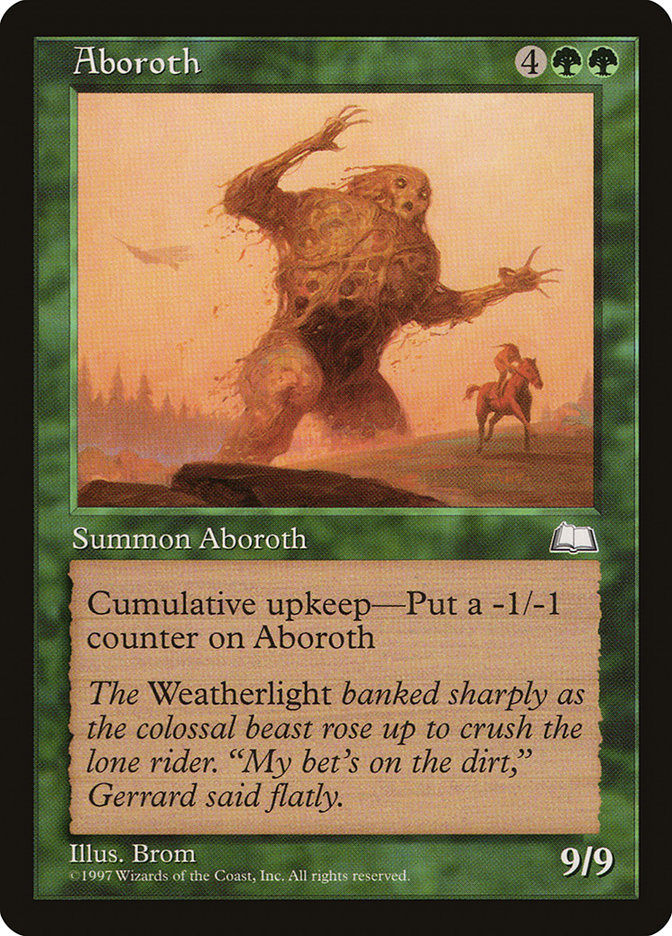 Aboroth
4
Summon Aboroth
Cumulative upkeep—Put a -1/-1
counter on Aboroth
The Weatherlight banked sharply as
the colossal beast rose up to crush the
lone rider. “My bet’s on the dirt,”
Gerrard said flatly.
Illus. Brom
©1997 Wizards of the Coast, Inc. All rights reserved.
9/9